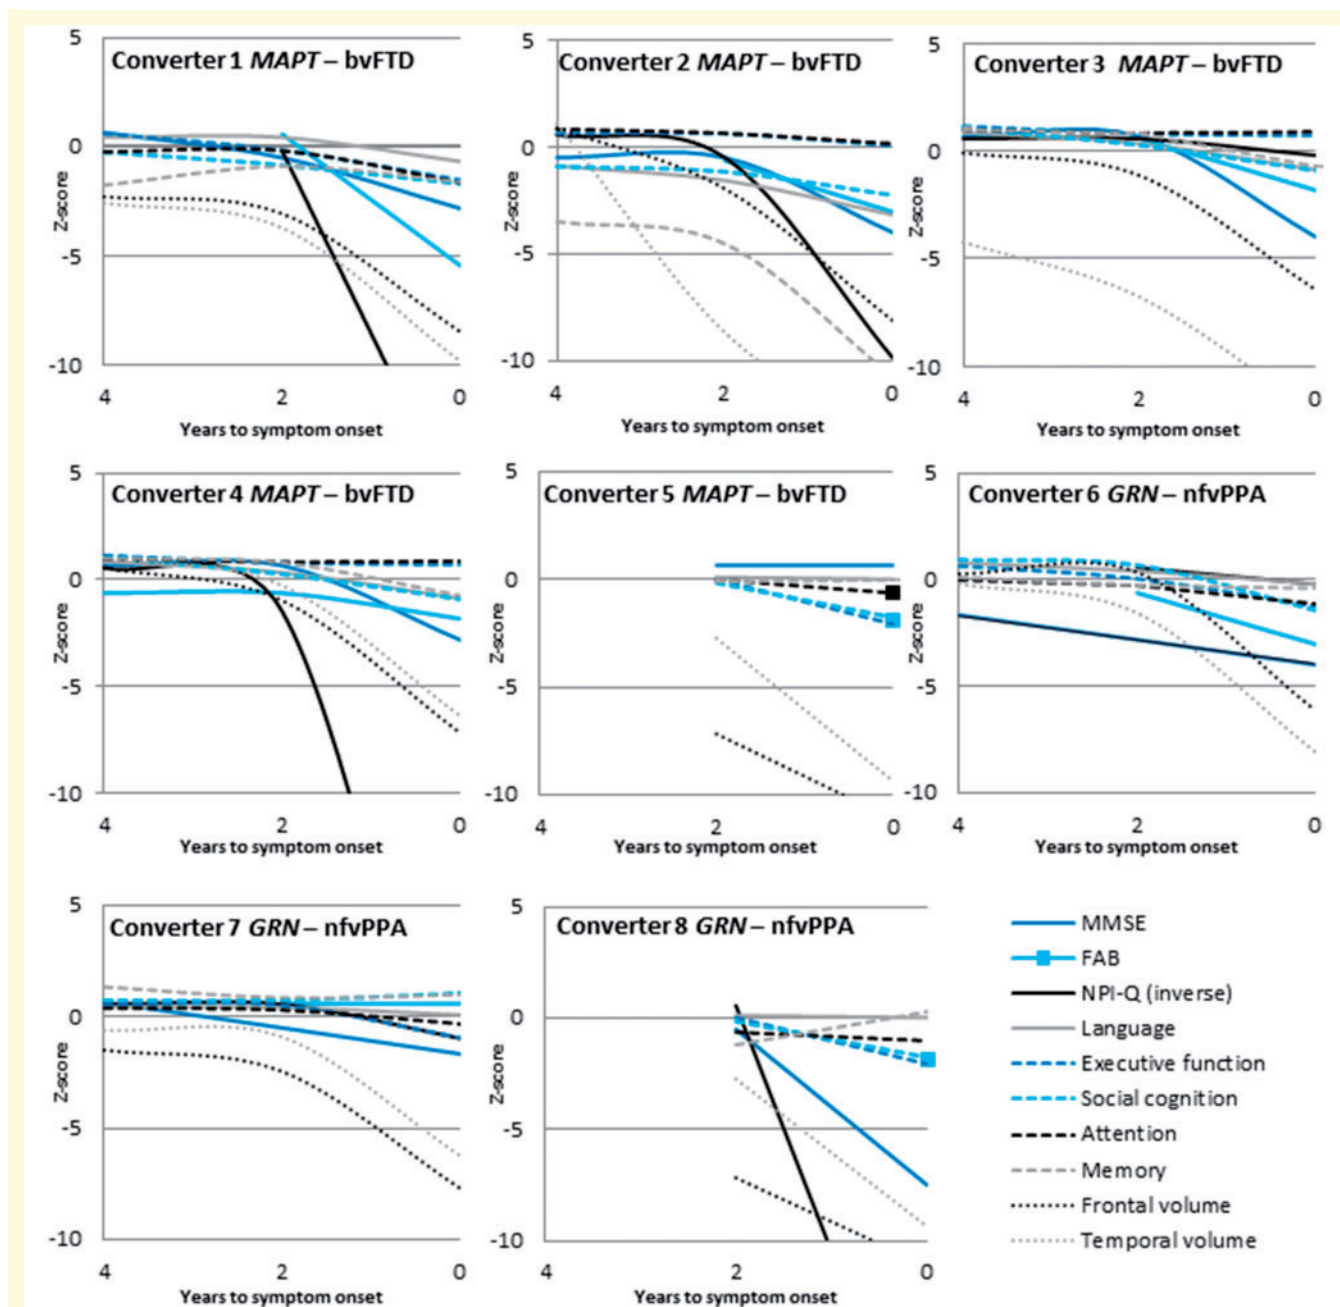 Converter 1 MAPT – bvFTD
5
0
-5
-10
Z-score
4 2 0
Years to symptom onset
Converter 2 MAPT – bvFTD
5
0
-5
-10
Z-score
4 2 0
Years to symptom onset
Converter 3 MAPT – bvFTD
5
0
-5
-10
Z-score
4 2 0
Years to symptom onset
Converter 4 MAPT – bvFTD
5
0
-5
-10
Z-score
4 2 0
Years to symptom onset
Converter 5 MAPT – bvFTD
5
0
-5
-10
Z-score
4 2 0
Years to symptom onset
Converter 6 GRN – nfvPPA
5
0
-5
-10
Z-score
4 2 0
Years to symptom onset
Converter 7 GRN – nfvPPA
5
0
-5
-10
Z-score
4 2 0
Years to symptom onset
Converter 8 GRN – nfvPPA
5
0
-5
-10
Z-score
4 2 0
Years to symptom onset
MMSE
FAB
NPI-Q (inverse)
Language
Executive function
Social cognition
Attention
Memory
Frontal volume
Temporal volume